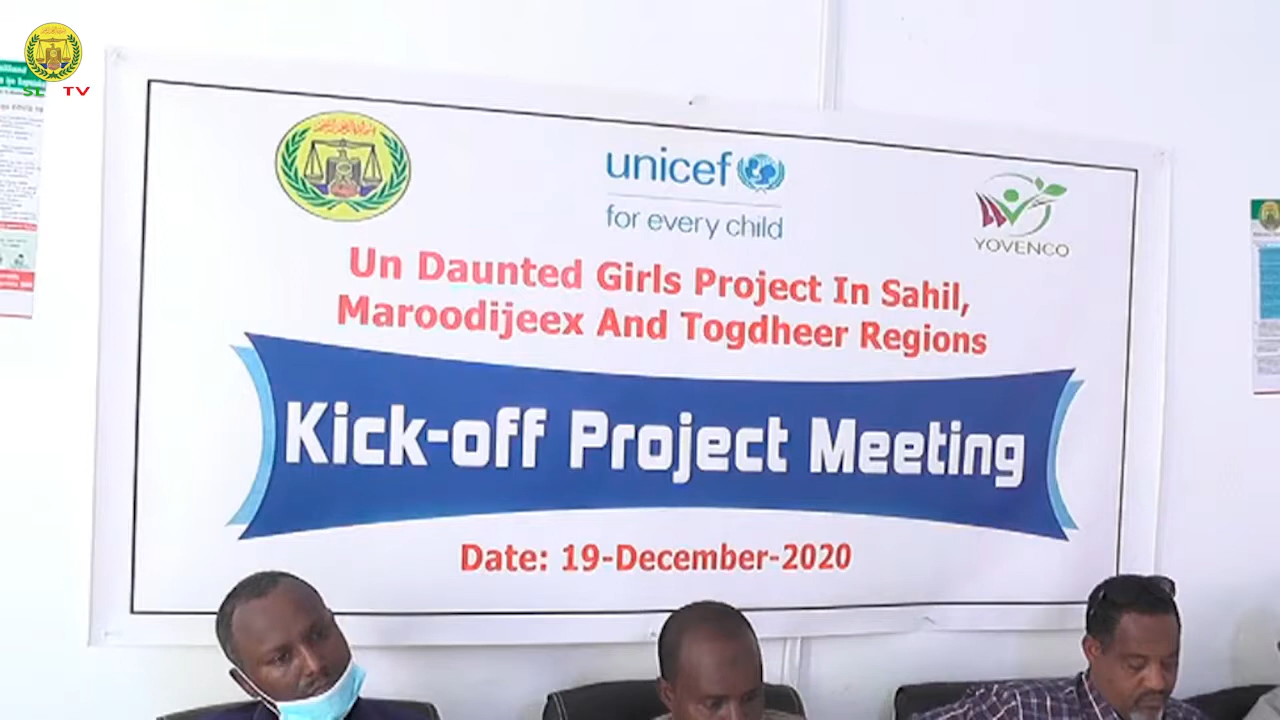 SL TV
unicef
for every child
YOVENCO
Un Daunted Girls Project In Sahil,
Maroodijeex And Togdheer Regions
Kick-off Project Meeting
Date: 19-December-2020